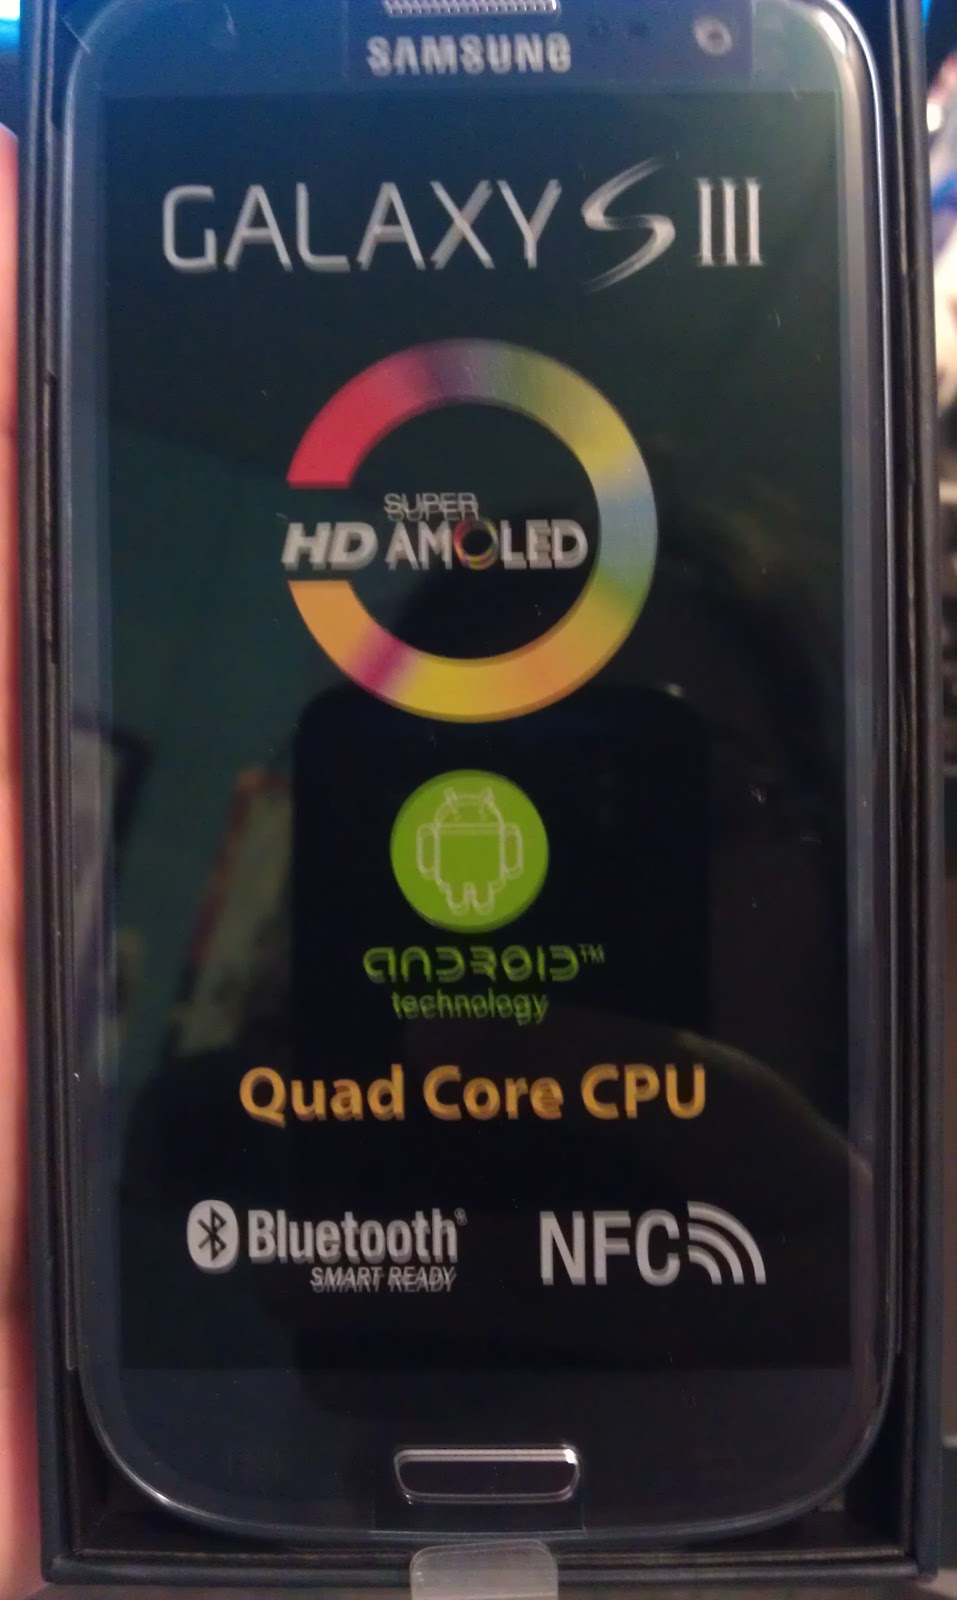 SAMSUNG
GALAXY S III
SUPER
HD AMOLED
ANDROID™
technology
Quad Core CPU
Bluetooth®
SMART READY
NFC